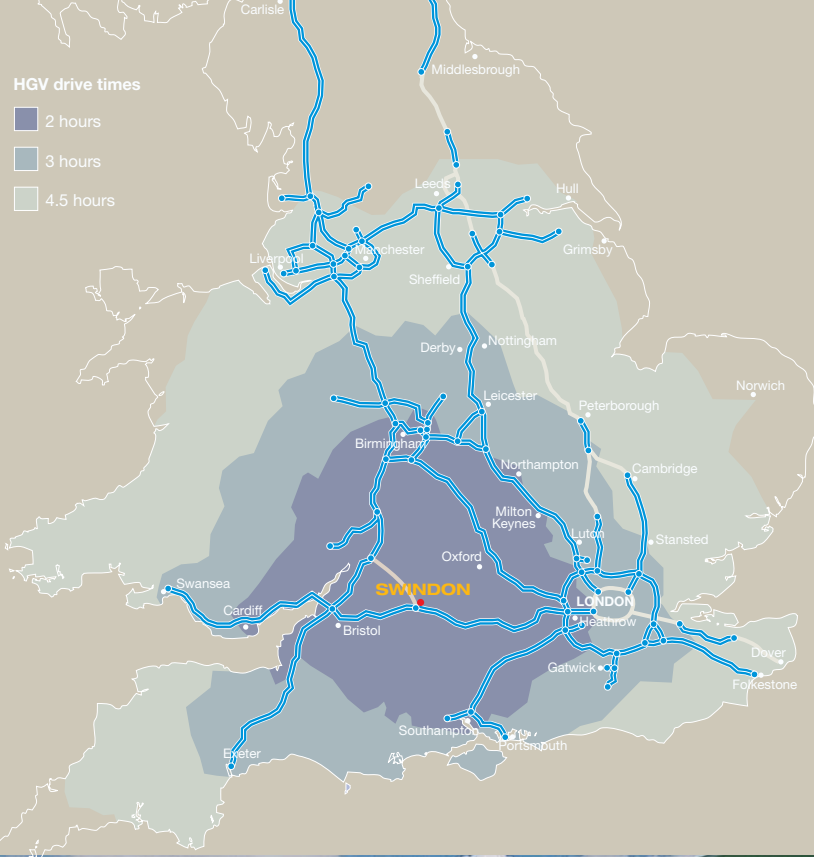 Carlisle
Middlesbrough
HGV drive times
2 hours
3 hours
4.5 hours
Leeds
Hull
Grimsby
Manchester
Liverpool
Sheffield
Derby
Nottingham
Norwich
Leicester
Peterborough
Birmingham
Northampton
Cambridge
Milton
Keynes
Luton
Stansted
Oxford
Swansea
SWINDON
LONDON
Cardiff
Bristol
Heathrow
Dover
Gatwick
Folkestone
Southampton
Portsmouth
Exeter